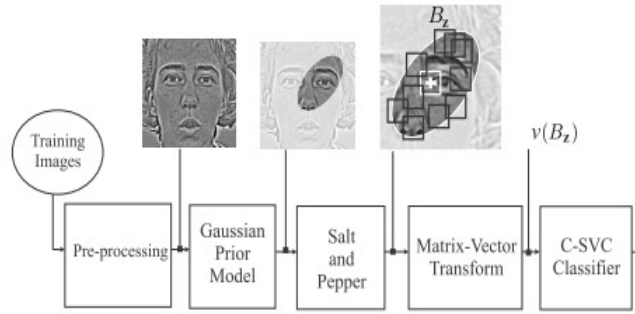 B_z
v(B_z)
Training
Images
Pre-processing
Gaussian
Prior
Model
Salt
and
Pepper
Matrix-Vector
Transform
C-SVC
Classifier